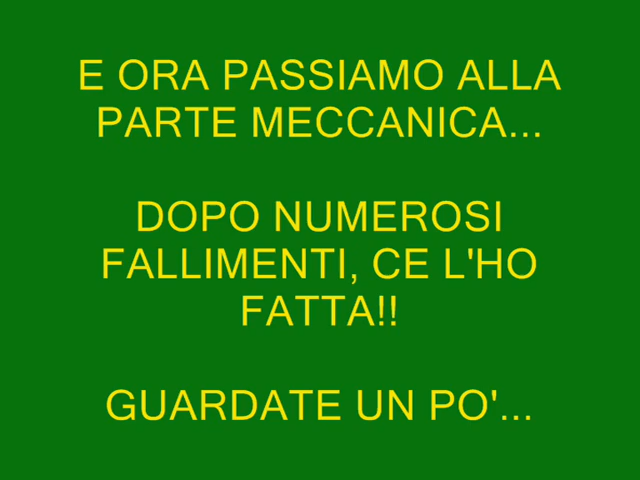 E ORA PASSIAMO ALLA
PARTE MECCANICA...
DOPO NUMEROSI
FALLIMENTI, CE L'HO
FATTA!!
GUARDATE UN PO'...